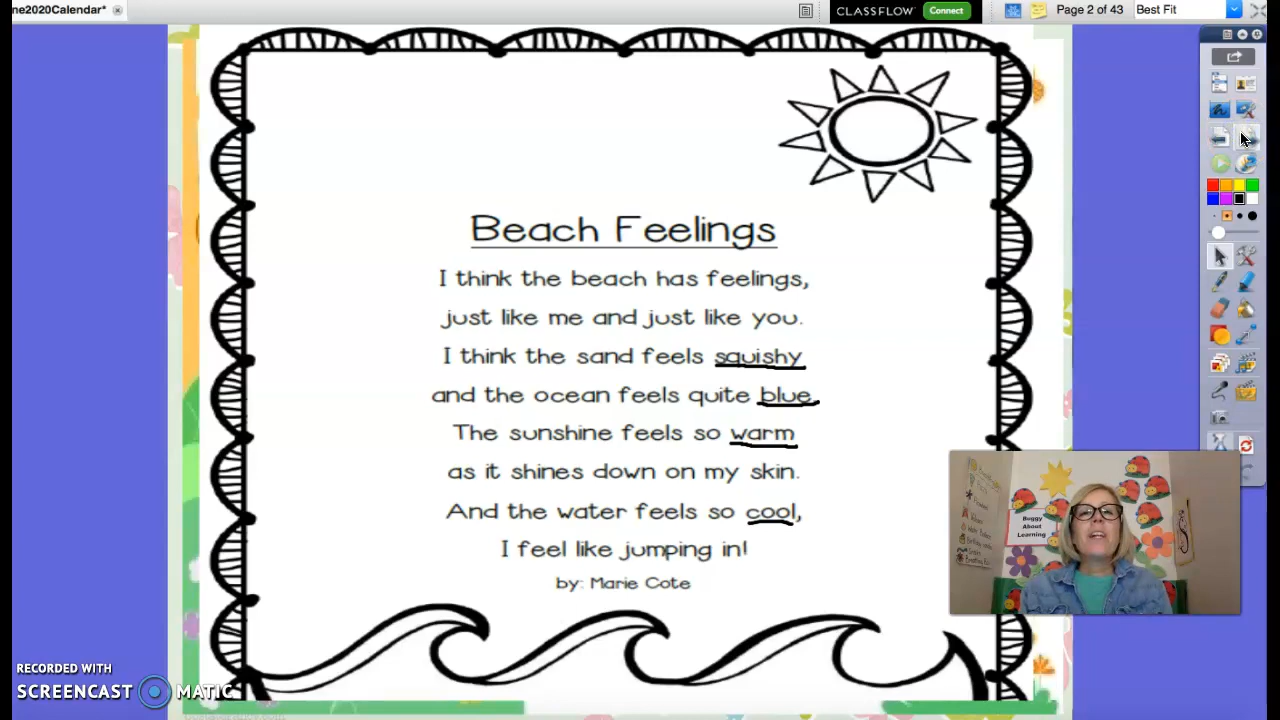 ne2020Calendar*
CLASSFLOW
Connect
Page 2 of 43
Best Fit
Beach Feelings
I think the beach has feelings,
just like me and just like you.
I think the sand feels squishy
and the ocean feels quite blue.
The sunshine feels so warm
as it shines down on my skin.
And the water feels so cool,
I feel like jumping in!
by: Marie Cote
Buggy
About
Learning
RECORDED WITH
SCREENCAST MATIC